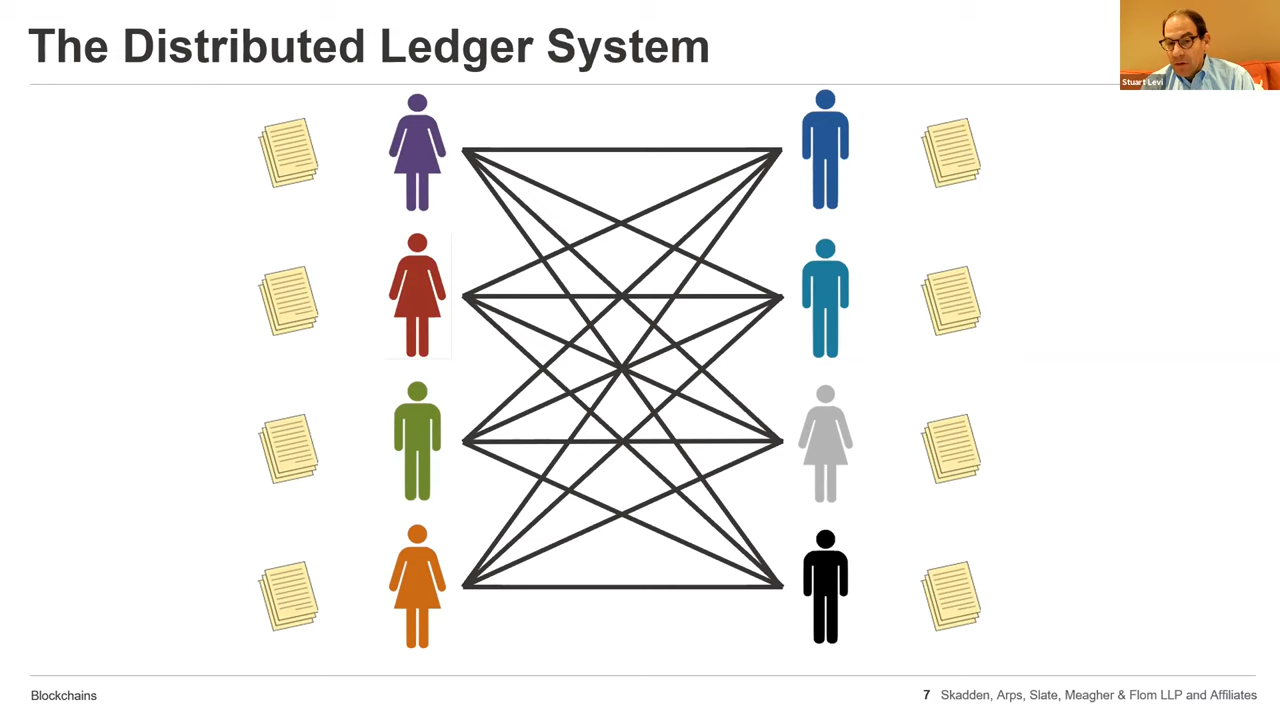 The Distributed Ledger System
Stuart Levi
Blockchains
7 Skadden, Arps, Slate, Meagher & Flom LLP and Affiliates